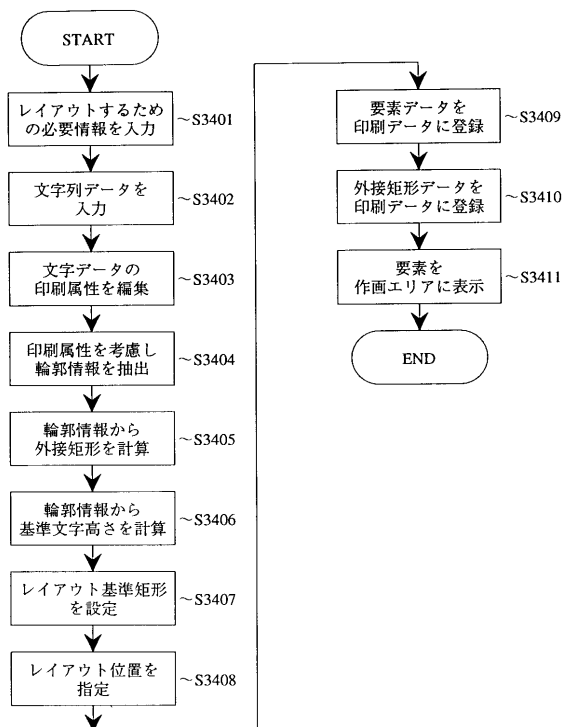 START
レイアウトするため
の必要情報を入力
～S3401
文字列データを
入力
～S3402
文字データの
印刷属性を編集
～S3403
印刷属性を考慮し
輪郭情報を抽出
～S3404
輪郭情報から
外接矩形を計算
～S3405
輪郭情報から
基準文字高さを計算
～S3406
レイアウト基準矩形
を設定
～S3407
レイアウト位置を
指定
～S3408
要素データを
印刷データに登録
～S3409
外接矩形データを
印刷データに登録
～S3410
要素を
作画エリアに表示
～S3411
END